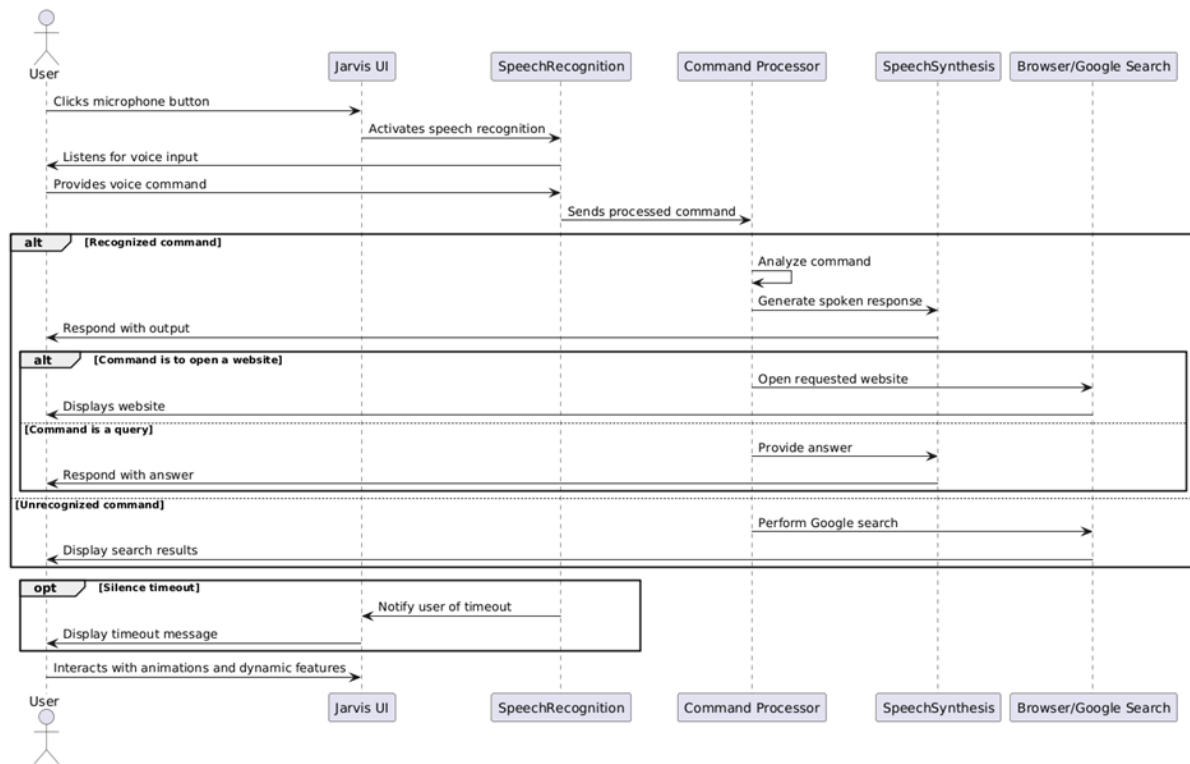 User
Jarvis UI
SpeechRecognition
Command Processor
SpeechSynthesis
Browser/Google Search
Clicks microphone button
Activates speech recognition
Listens for voice input
Provides voice command
Sends processed command
alt
[Recognized command]
Analyze command
Generate spoken response
Respond with output
alt
[Command is to open a website]
Open requested website
Displays website
[Command is a query]
Provide answer
Respond with answer
[Unrecognized command]
Perform Google search
Display search results
opt
[Silence timeout]
Notify user of timeout
Display timeout message
Interacts with animations and dynamic features
User
Jarvis UI
SpeechRecognition
Command Processor
SpeechSynthesis
Browser/Google Search